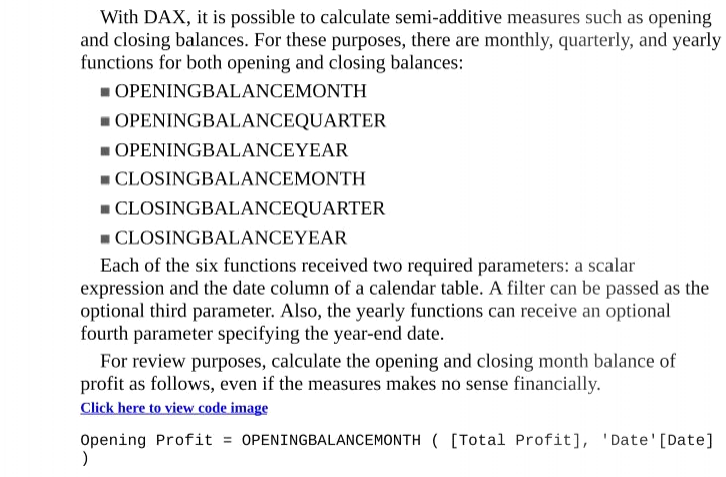 With DAX, it is possible to calculate semi-additive measures such as opening
and closing balances. For these purposes, there are monthly, quarterly, and yearly
functions for both opening and closing balances:
■ OPENINGBALANCEMONTH
■ OPENINGBALANCEQUARTER
■ OPENINGBALANCEYEAR
■ CLOSINGBALANCEMONTH
■ CLOSINGBALANCEQUARTER
■ CLOSINGBALANCEYEAR
Each of the six functions received two required parameters: a scalar
expression and the date column of a calendar table. A filter can be passed as the
optional third parameter. Also, the yearly functions can receive an optional
fourth parameter specifying the year-end date.
For review purposes, calculate the opening and closing month balance of
profit as follows, even if the measures makes no sense financially.
Click here to view code image
Opening Profit = OPENINGBALANCEMONTH ( [Total Profit], 'Date'[Date]
)